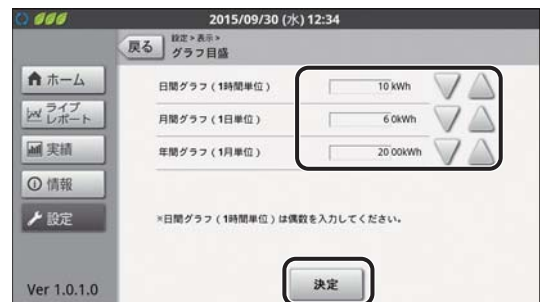 2015/09/30 (水) 12:34
戻る
設定 > 表示 >
グラフ目盛
ホーム
ライブ
レポート
実績
情報
設定
Ver 1.0.1.0
日間グラフ（1時間単位） 10 kWh
月間グラフ（1日単位） 6 0kWh
年間グラフ（1月単位） 20 00kWh
※日間グラフ（1時間単位）は偶数を入力してください。
決定